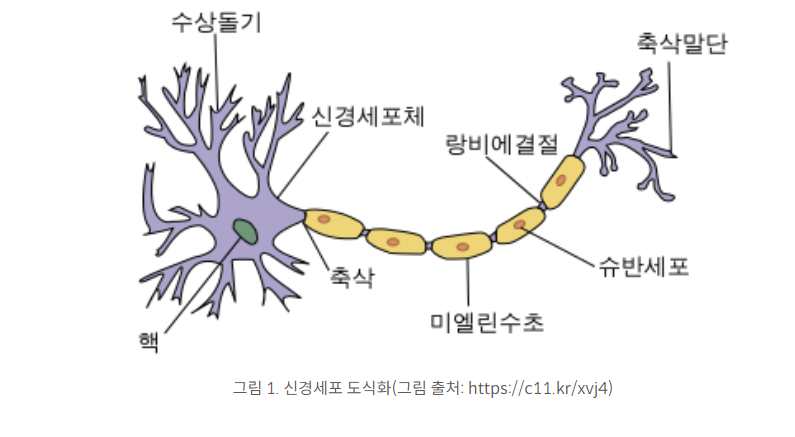 수상돌기
축삭말단
신경세포체
랑비에결절
슈반세포
축삭
미엘린수초
핵
그림 1. 신경세포 도식화(그림 출처: https://c11.kr/xvj4)